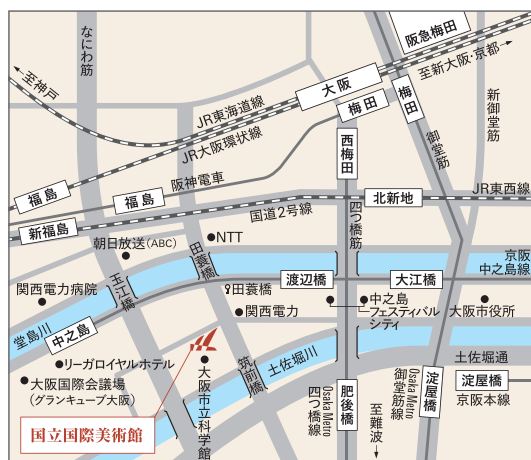 なにわ筋
阪急梅田
至新大阪・京都
至神戸
大阪
梅田
梅田
新御堂筋
JR東海道線
JR大阪環状線
西梅田
御堂筋
阪神電車
福島
福島
北新地
JR東西線
新福島
国道2号線
四つ橋筋
朝日放送(ABC)
田蓑橋
NTT
京阪
中之島線
玉江橋
渡辺橋
大江橋
関西電力病院
田蓑橋
中之島
フェスティバル
シティ
大阪市役所
堂島川
中之島
関西電力
リーガロイヤルホテル
大阪国際会議場
(グランキューブ大阪)
大阪市立科学館
筑前橋
土佐堀川
土佐堀通
肥後橋
Osaka Metro
四つ橋線
至難波
Osaka Metro
御堂筋線
淀屋橋
淀屋橋
京阪本線
国立国際美術館